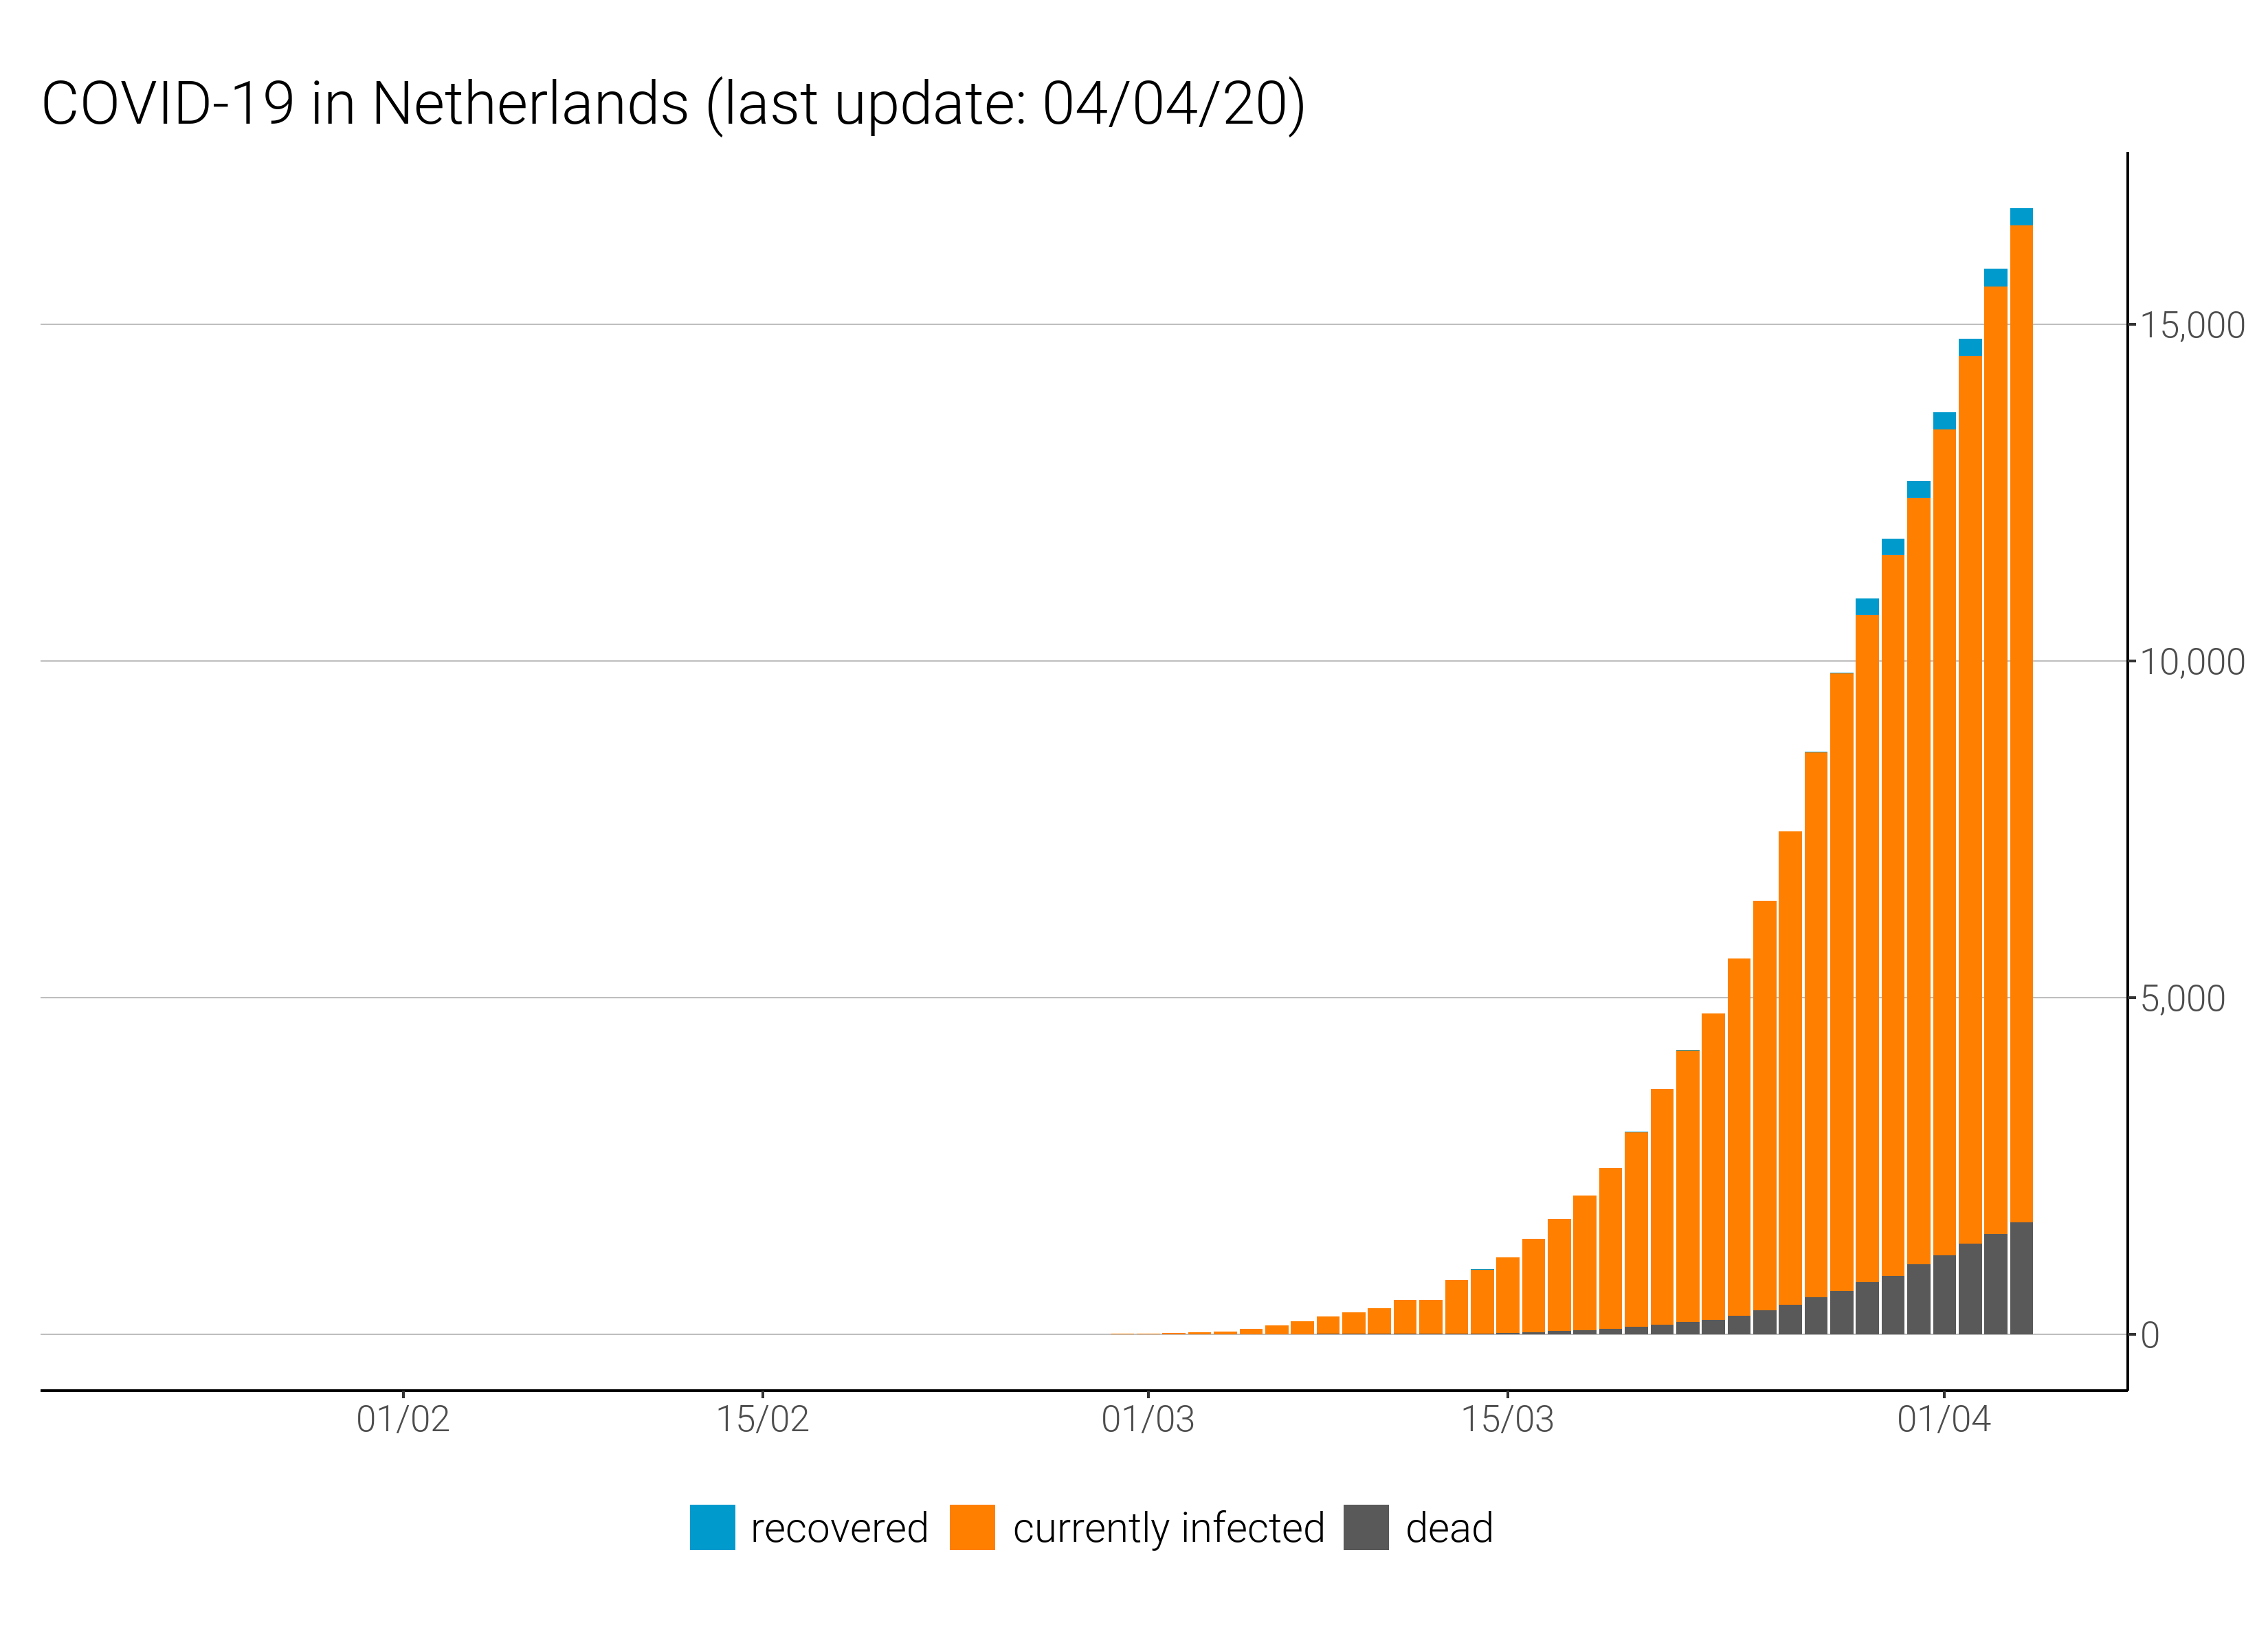 COVID-19 in Netherlands (last update: 04/04/20)
15,000
10,000
5,000
0
01/02 15/02 01/03 15/03 01/04
recovered currently infected dead